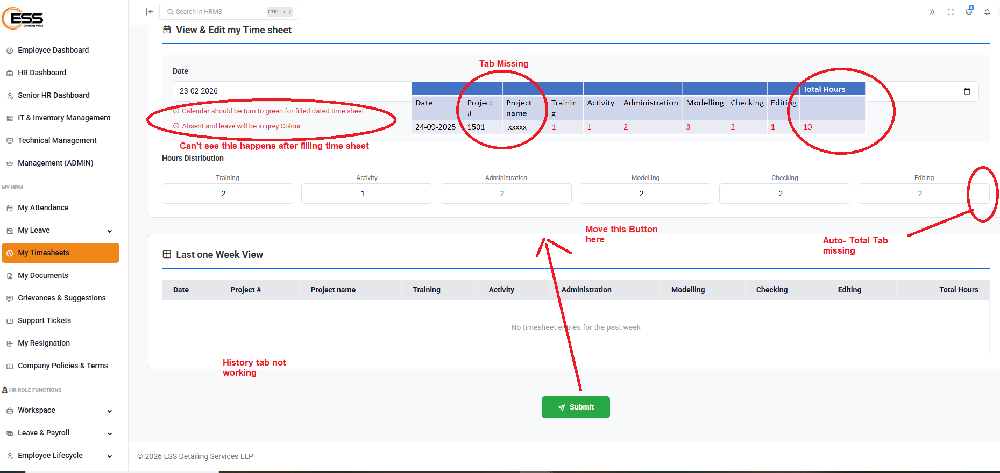 ESS
Creating Value
Search in HRMS
CTRL + /
8
Employee Dashboard
HR Dashboard
Senior HR Dashboard
IT & Inventory Management
Technical Management
Management (ADMIN)
MY HRM
My Attendance
My Leave
My Timesheets
My Documents
Grievances & Suggestions
Support Tickets
My Resignation
Company Policies & Terms
HR ROLE FUNCTIONS
Workspace
Leave & Payroll
Employee Lifecycle
View & Edit my Time sheet
Tab Missing
Date
23-02-2026
Calendar should be turn to green for filled dated time sheet
Absent and leave will be in grey Colour
Can't see this happens after filling time sheet
Total Hours
Date Project # Project name Trainin g Activity Administration Modelling Checking Editing
24-09-2025 1501 xxxxx 1 1 2 3 2 1 10
Hours Distribution
Training Activity Administration Modelling Checking Editing
2 1 2 2 2 2
Move this Button
here
Auto- Total Tab
missing
Last one Week View
Date Project # Project name Training Activity Administration Modelling Checking Editing Total Hours
No timesheet entries for the past week
History tab not
working
Submit
© 2026 ESS Detailing Services LLP